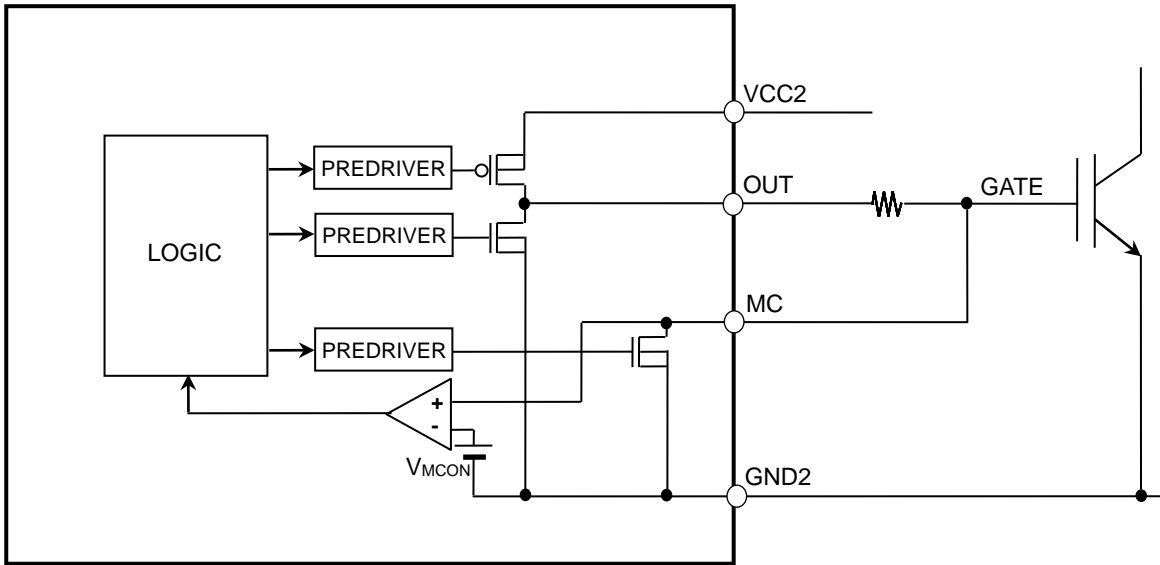 VCC2
PREDRIVER
OUT
GATE
PREDRIVER
LOGIC
MC
PREDRIVER
+
-
VMCON
GND2